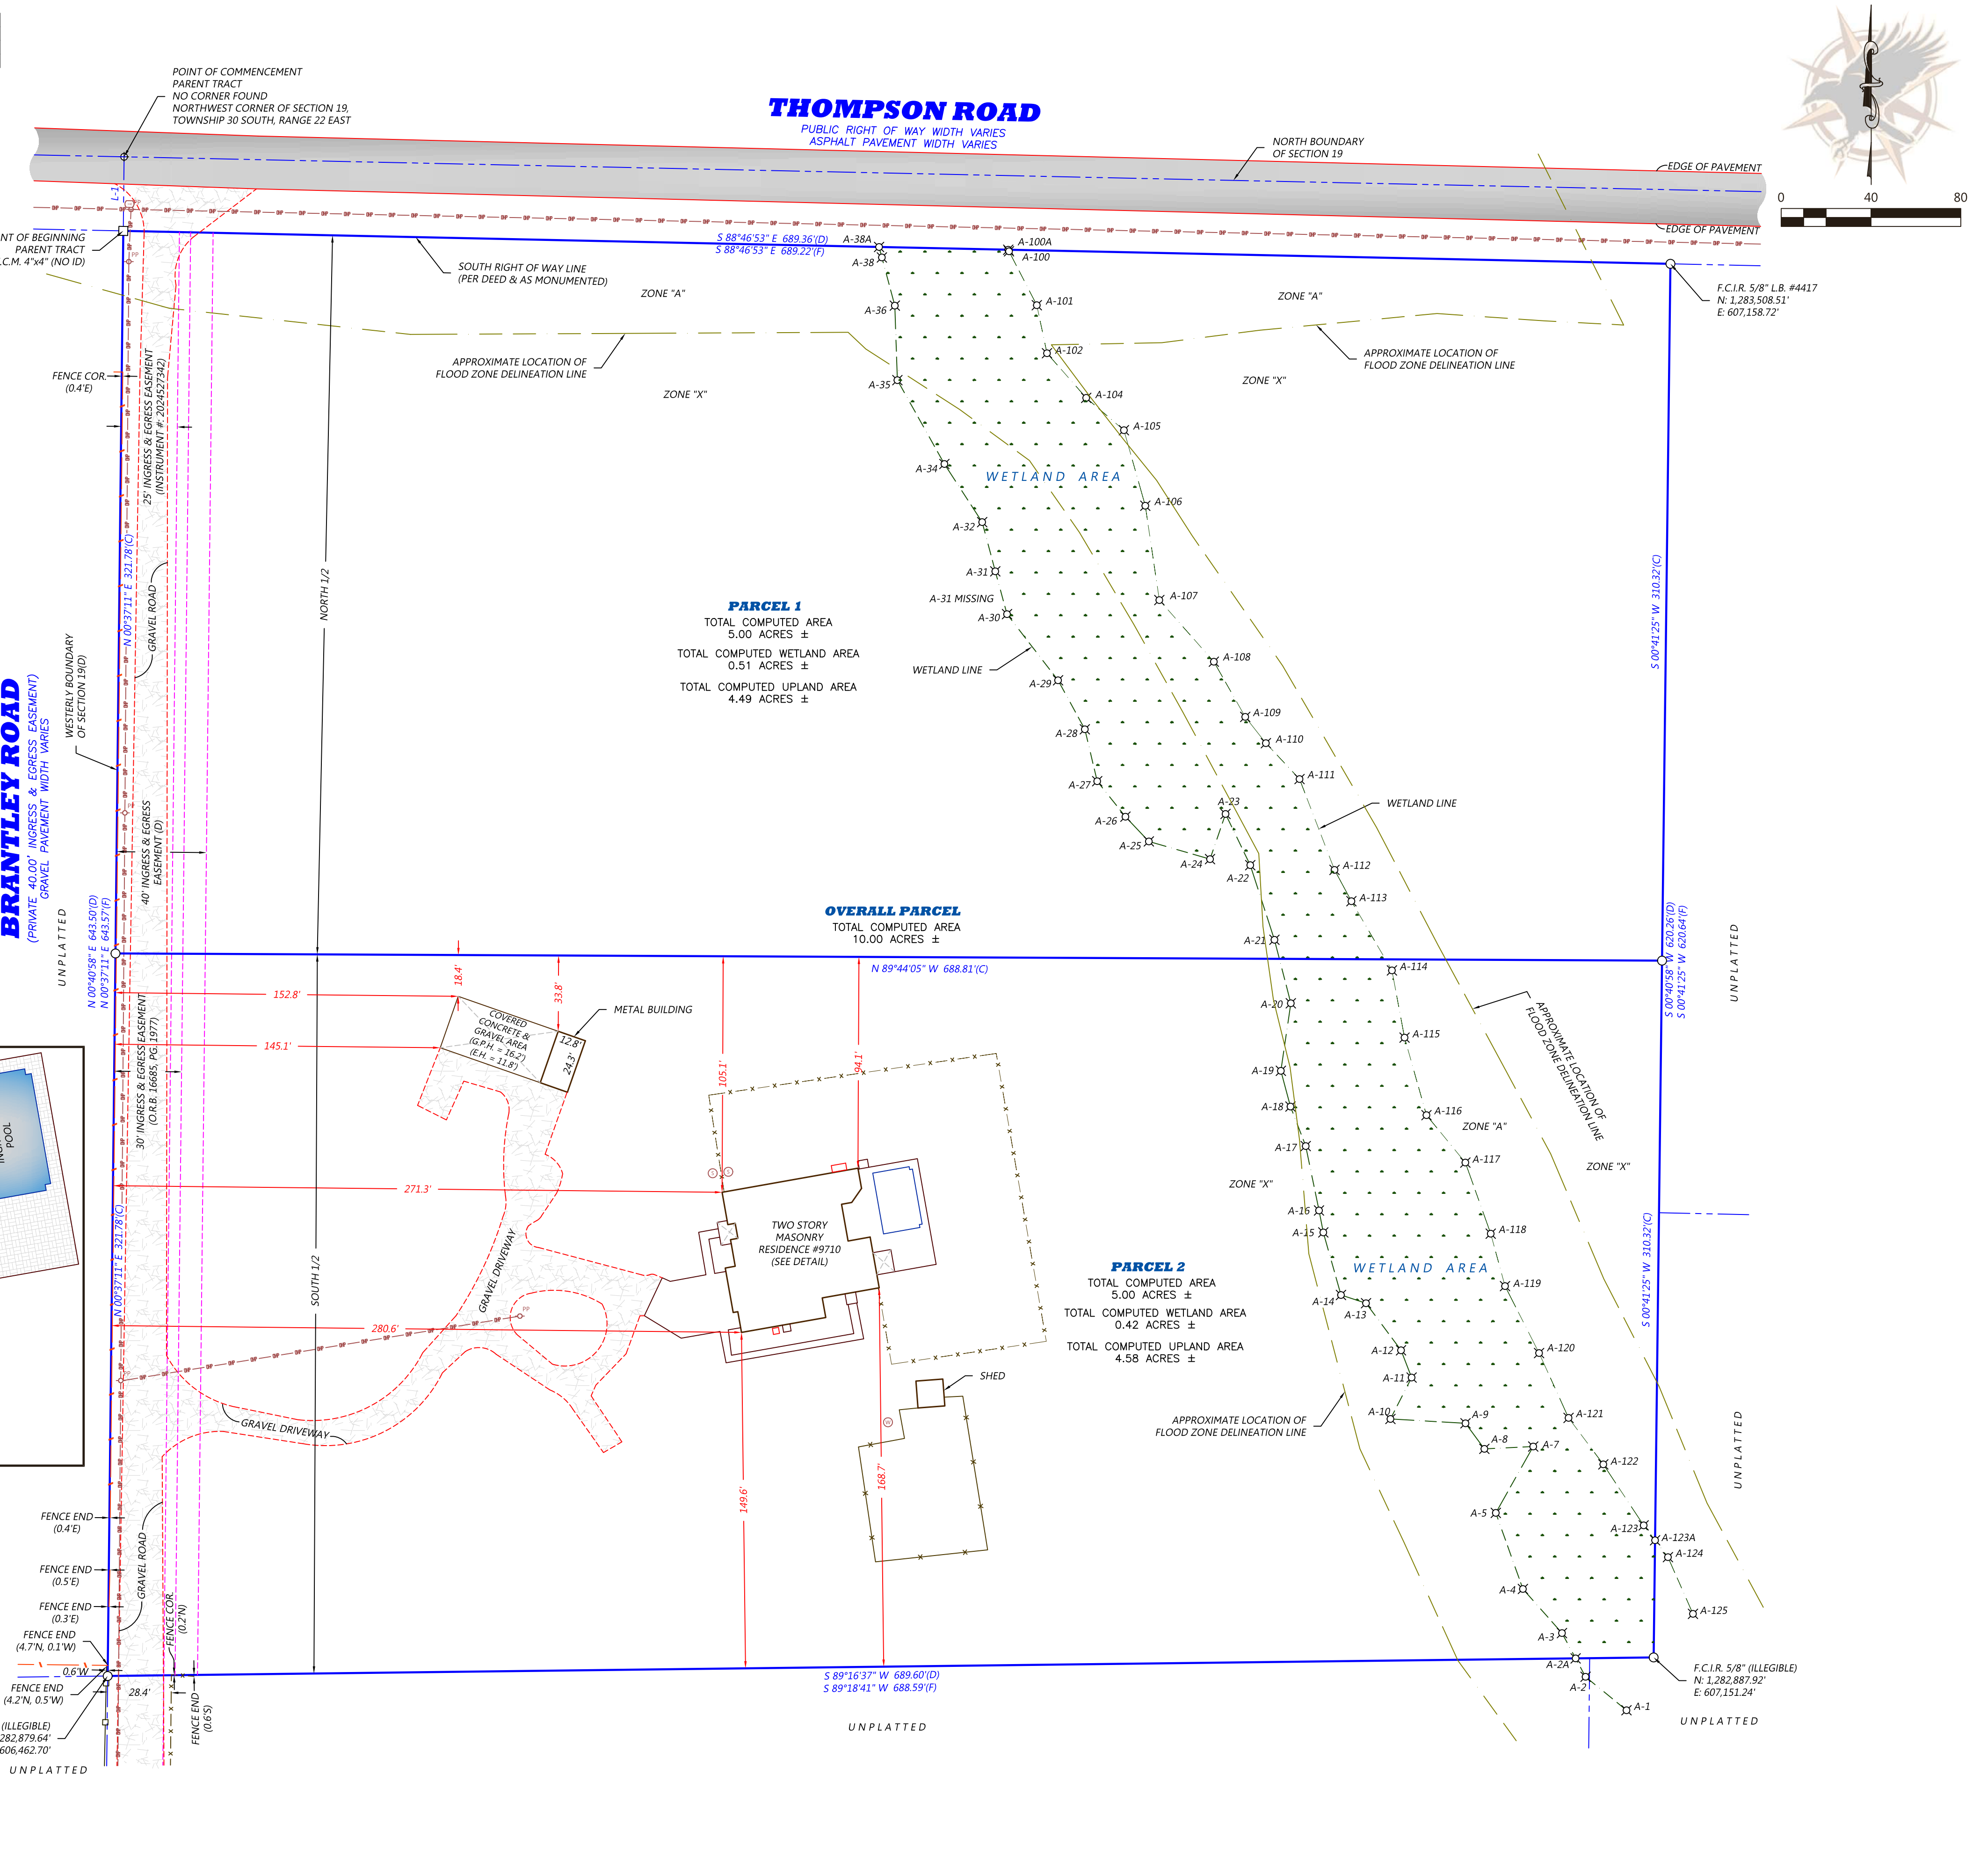 POINT OF COMMENCEMENT
PARENT TRACT
NO CORNER FOUND
NORTHWEST CORNER OF SECTION 19,
TOWNSHIP 30 SOUTH, RANGE 22 EAST
THOMPSON ROAD
PUBLIC RIGHT OF WAY WIDTH VARIES
ASPHALT PAVEMENT WIDTH VARIES
NORTH BOUNDARY
OF SECTION 19
EDGE OF PAVEMENT
EDGE OF PAVEMENT
0 40 80
L-1
NT OF BEGINNING
PARENT TRACT
.C.M. 4"x4" (NO ID)
PP
SOUTH RIGHT OF WAY LINE
(PER DEED & AS MONUMENTED)
S 88°46'53" E 689.36'(D)
S 88°46'53" E 689.22'(F)
A-38A
A-38
A-100A
A-100
F.C.I.R. 5/8" L.B. #4417
N: 1,283,508.51'
E: 607,158.72'
ZONE "A"
ZONE "A"
A-36
A-101
A-102
APPROXIMATE LOCATION OF
FLOOD ZONE DELINEATION LINE
APPROXIMATE LOCATION OF
FLOOD ZONE DELINEATION LINE
ZONE "X"
ZONE "X"
FENCE COR.
(0.4'E)
25' INGRESS & EGRESS EASEMENT
(INSTRUMENT #: 2024527342)
A-35
A-104
A-105
A-34
WETLAND AREA
A-106
A-32
A-31
A-31 MISSING
A-30
A-107
N 00°37'11" E 321.78'(C)
GRAVEL ROAD
NORTH 1/2
PARCEL 1
TOTAL COMPUTED AREA
5.00 ACRES ±
TOTAL COMPUTED WETLAND AREA
0.51 ACRES ±
TOTAL COMPUTED UPLAND AREA
4.49 ACRES ±
WETLAND LINE
A-29
A-108
S 00°41'25" W 310.32'(C)
WESTERLY BOUNDARY
OF SECTION 19(D)
BRANTLEY ROAD
(PRIVATE 40.00' INGRESS & EGRESS EASEMENT)
GRAVEL PAVEMENT WIDTH VARIES
A-28
A-109
A-110
A-27
A-111
A-26
A-23
WETLAND LINE
A-25
A-24
A-22
A-112
A-113
40' INGRESS & EGRESS
EASEMENT (D)
UNPLATTED
N 00°40'58" E 643.50'(D)
N 00°37'11" E 643.57'(F)
OVERALL PARCEL
TOTAL COMPUTED AREA
10.00 ACRES ±
A-21
S 00°40'58" W 620.26'(D)
S 00°41'25" W 620.64'(F)
UNPLATTED
N 89°44'05" W 688.81'(C)
A-114
18.4'
33.8'
152.8'
145.1'
105.1'
94.1'
METAL BUILDING
COVERED
CONCRETE &
GRAVEL AREA
(G.P.H. = 16.2')
(E.H. = 11.8')
12.8'
24.3'
30' INGRESS & EGRESS EASEMENT
(O.R.B. 16685, PG. 1977)
A-20
A-115
APPROXIMATE LOCATION OF
FLOOD ZONE DELINEATION LINE
A-19
A-18
A-116
ZONE "A"
A-17
A-117
ZONE "X"
ZONE "X"
POOL
271.3'
A-16
A-15
A-118
TWO STORY
MASONRY
RESIDENCE #9710
(SEE DETAIL)
N 00°37'11" E 321.78'(C)
SOUTH 1/2
GRAVEL DRIVEWAY
PARCEL 2
TOTAL COMPUTED AREA
5.00 ACRES ±
TOTAL COMPUTED WETLAND AREA
0.42 ACRES ±
TOTAL COMPUTED UPLAND AREA
4.58 ACRES ±
WETLAND AREA
A-119
A-14
A-13
S 00°41'25" W 310.32'(C)
PP
280.6'
A-12
A-120
A-11
SHED
GRAVEL DRIVEWAY
W
APPROXIMATE LOCATION OF
FLOOD ZONE DELINEATION LINE
A-10
A-9
A-121
A-8
A-7
A-122
UNPLATTED
149.6'
168.7'
FENCE END
(0.4'E)
A-5
A-123
A-123A
A-124
FENCE END
(0.5'E)
GRAVEL ROAD
A-4
FENCE END
(0.3'E)
A-125
FENCE COR.
(0.2'N)
FENCE END
(4.7'N, 0.1'W)
A-3
0.6'W
A-2A
S 89°16'37" W 689.60'(D)
S 89°18'41" W 688.59'(F)
F.C.I.R. 5/8" (ILLEGIBLE)
N: 1,282,887.92'
E: 607,151.24'
FENCE END
(4.2'N, 0.5'W)
28.4'
FENCE END
(0.6'S)
A-2
A-1
(ILLEGIBLE)
282,879.64'
606,462.70'
UNPLATTED
UNPLATTED
UNPLATTED